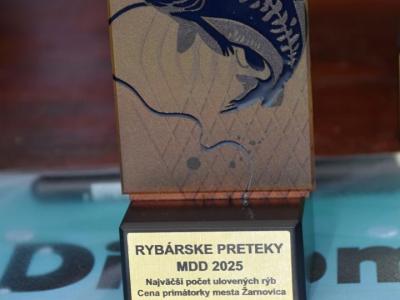 RYBÁRSKE PRETEKY
MDD 2025
Najväčší počet ulovených rýb
Cena primátorky mesta Žarnovica